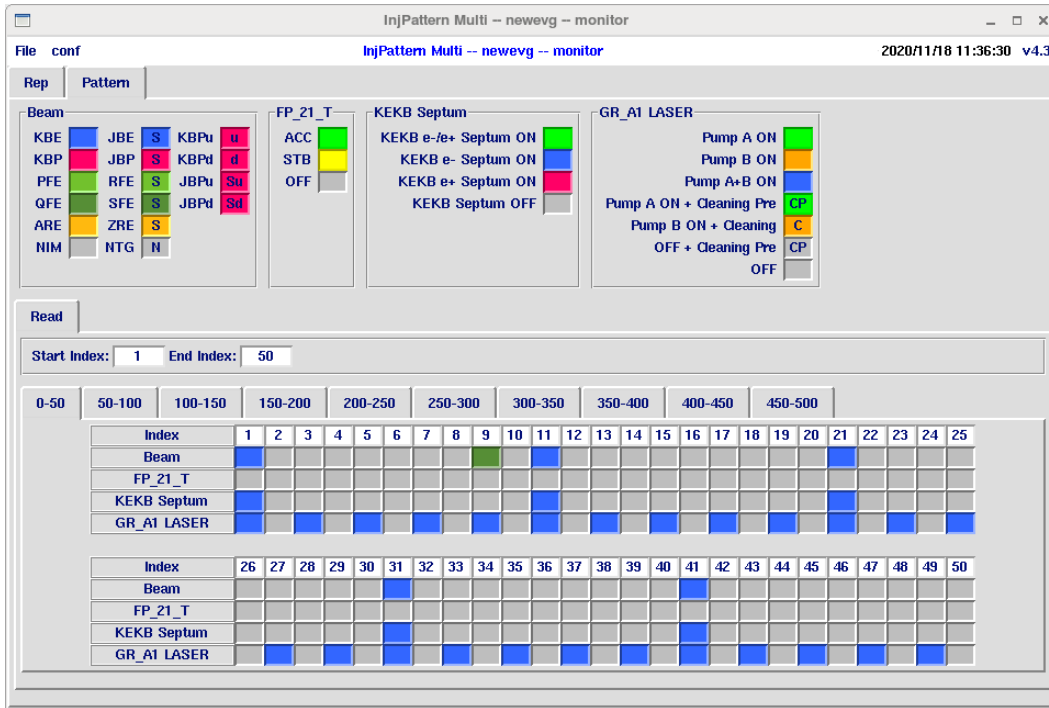 InjPattern Multi -- newevg -- monitor
File conf InjPattern Multi -- newevg -- monitor 2020/11/18 11:36:30 v4.3
Rep Pattern
Beam FP_21_T KEKB Septum GR_A1 LASER
KBE JBE S KBPu u ACC KEKB e-/e+ Septum ON Pump A ON
KBP JBP S KBPd d STB KEKB e- Septum ON Pump B ON
PFE RFE S JBPu Su OFF KEKB e+ Septum ON Pump A+B ON
QFE SFE S JBPd Sd KEKB Septum OFF Pump A ON + Cleaning Pre CP
ARE ZRE S Pump B ON + Cleaning C
NIM NTG N OFF + Cleaning Pre CP
OFF
Read
Start Index: 1 End Index: 50
0-50 50-100 100-150 150-200 200-250 250-300 300-350 350-400 400-450 450-500
Index 1 2 3 4 5 6 7 8 9 10 11 12 13 14 15 16 17 18 19 20 21 22 23 24 25
Beam
FP_21_T
KEKB Septum
GR_A1 LASER
Index 26 27 28 29 30 31 32 33 34 35 36 37 38 39 40 41 42 43 44 45 46 47 48 49 50
Beam
FP_21_T
KEKB Septum
GR_A1 LASER